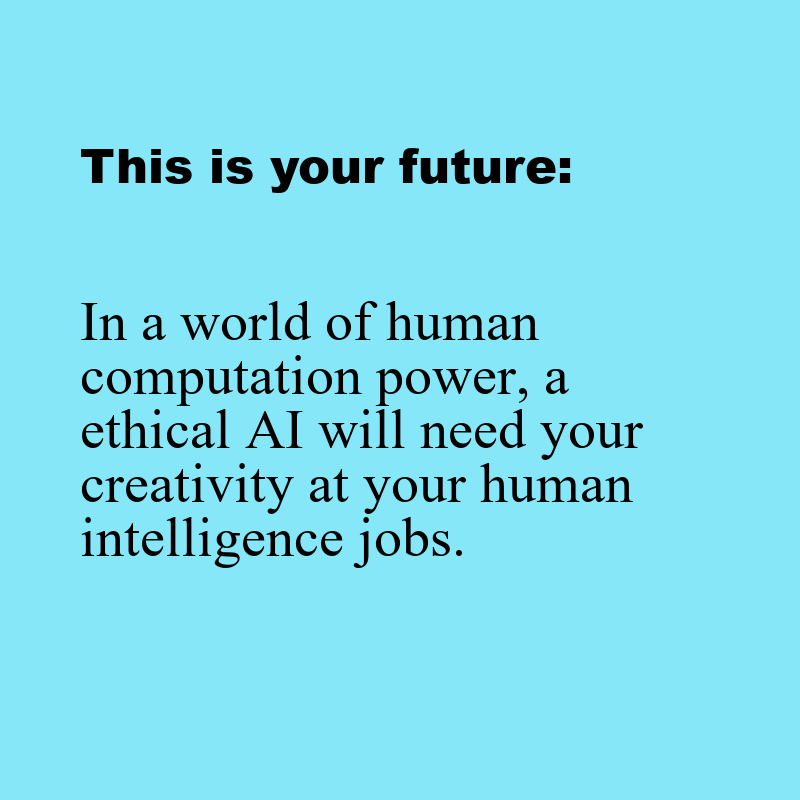 This is your future:
In a world of human
computation power, a
ethical AI will need your
creativity at your human
intelligence jobs.